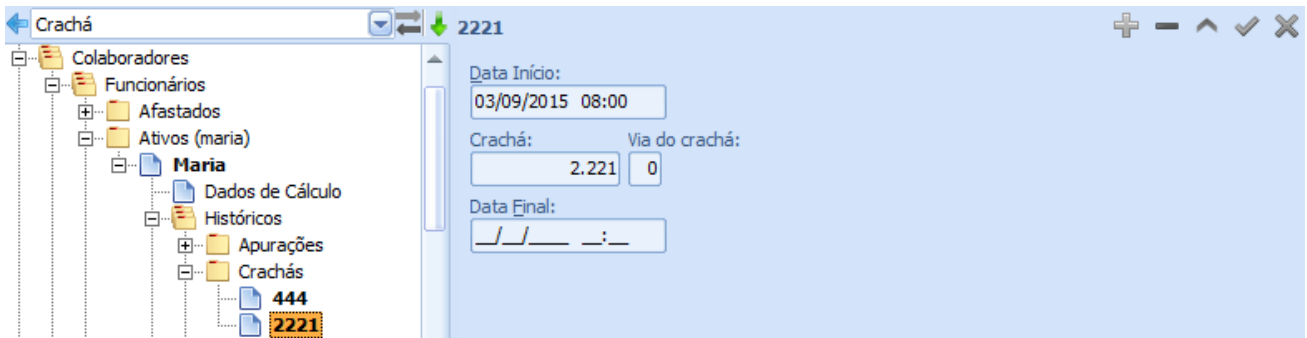 Crachá
2221
Colaboradores
Funcionários
Afastados
Ativos (maria)
Maria
Dados de Cálculo
Históricos
Apurações
Crachás
444
2221
Data Início:
03/09/2015 08:00
Crachá: Via do crachá:
2.221 0
Data Final:
__/__/____ __:__